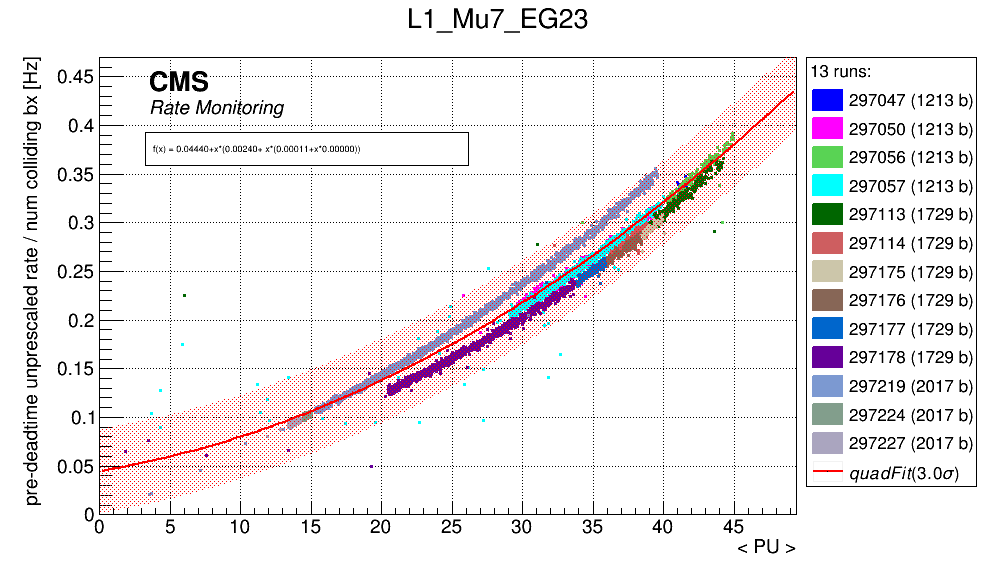 L1_Mu7_EG23
pre-deadtime unprescaled rate / num colliding bx [Hz]
CMS
Rate Monitoring
f(x) = 0.04440+x*(0.00240+ x*(0.00011+x*0.00000))
0.45
0.4
0.35
0.3
0.25
0.2
0.15
0.1
0.05
0
0 5 10 15 20 25 30 35 40 45
< PU >
13 runs:
297047 (1213 b)
297050 (1213 b)
297056 (1213 b)
297057 (1213 b)
297113 (1729 b)
297114 (1729 b)
297175 (1729 b)
297176 (1729 b)
297177 (1729 b)
297178 (1729 b)
297219 (2017 b)
297224 (2017 b)
297227 (2017 b)
quadFit(3.0σ)